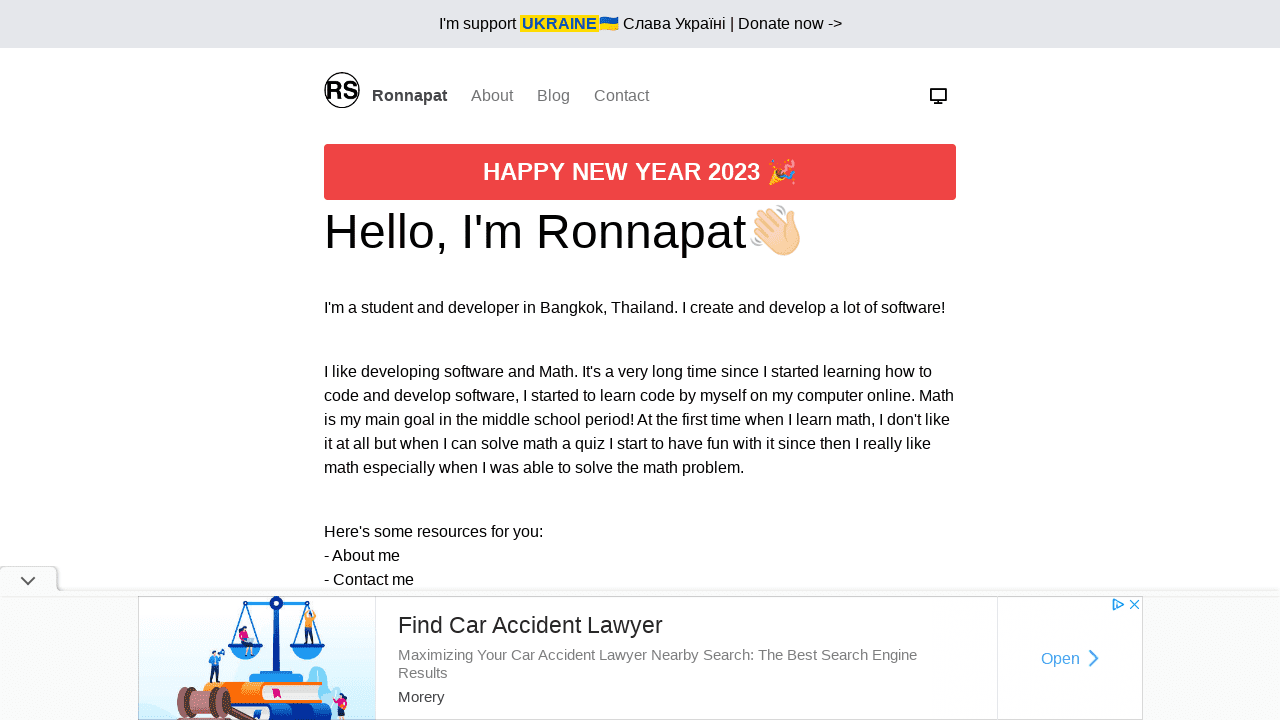 I'm support UKRAINE🇺🇦 Слава Україні | Donate now ->
RS Ronnapat About Blog Contact
HAPPY NEW YEAR 2023 🎉
Hello, I'm Ronnapat👋🏻
I'm a student and developer in Bangkok, Thailand. I create and develop a lot of software!
I like developing software and Math. It's a very long time since I started learning how to
code and develop software, I started to learn code by myself on my computer online. Math
is my main goal in the middle school period! At the first time when I learn math, I don't like
it at all but when I can solve math a quiz I start to have fun with it since then I really like
math especially when I was able to solve the math problem.
Here's some resources for you:
- About me
- Contact me
Find Car Accident Lawyer
Maximizing Your Car Accident Lawyer Nearby Search: The Best Search Engine
Results
Morery
Open